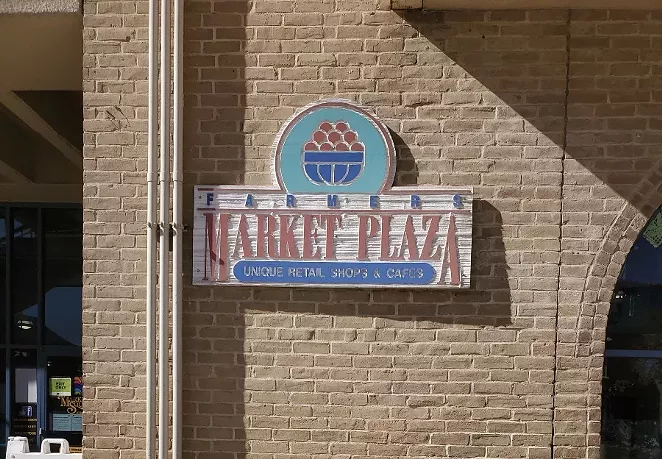 FARMERS
MARKET PLAZA
UNIQUE RETAIL SHOPS & CAFES